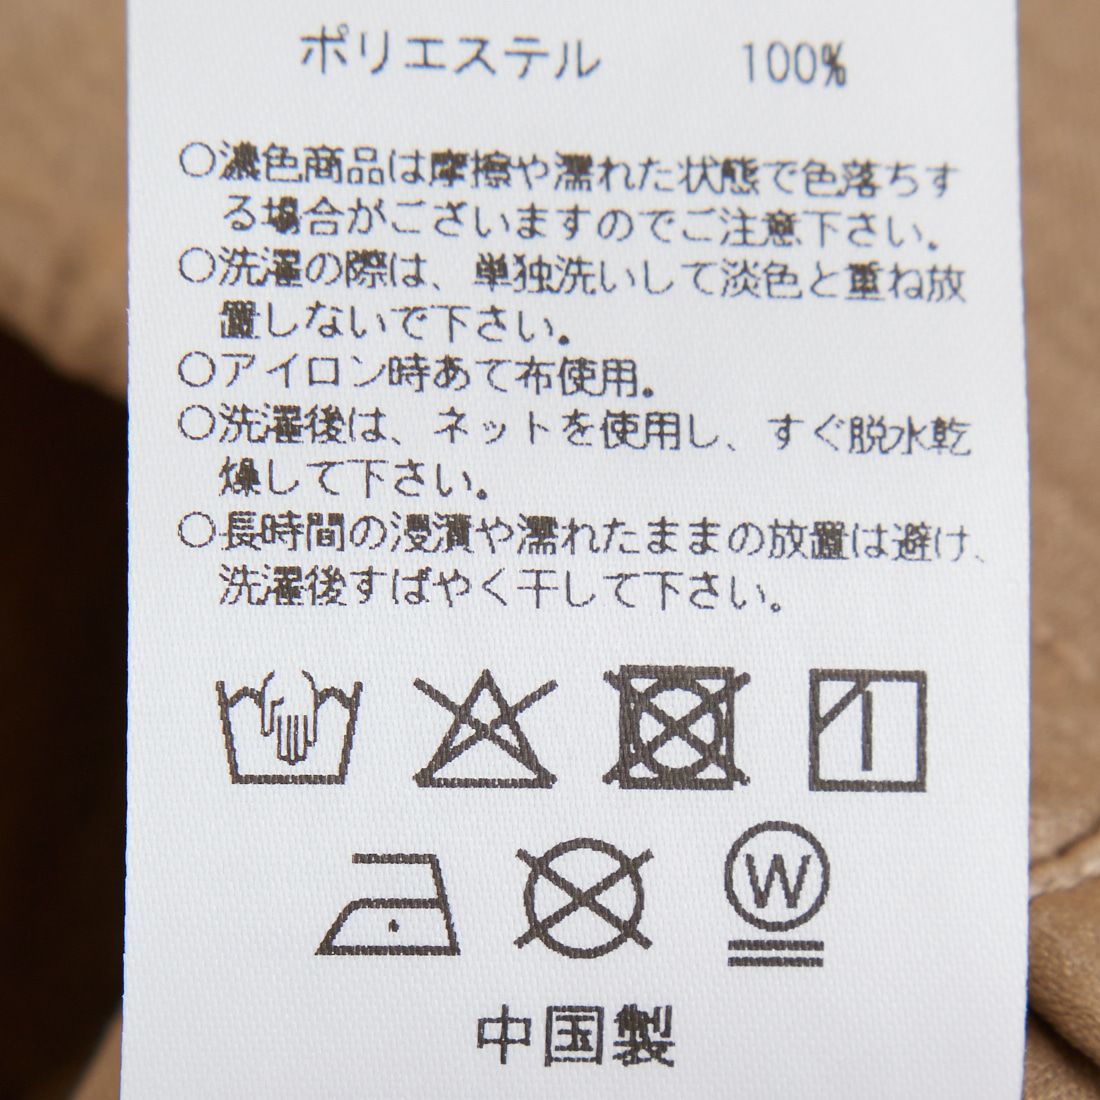 ポリエステル 100%
○濃色商品は摩擦や濡れた状態で色落ちす
る場合がございますのでご注意下さい。
○洗濯の際は、単独洗いして淡色と重ね放
置しないで下さい。
○アイロン時あて布使用。
○洗濯後は、ネットを使用し、すぐ脱水乾
燥して下さい。
○長時間の浸漬や濡れたままの放置は避け、
洗濯後すばやく干して下さい。
W
中国製